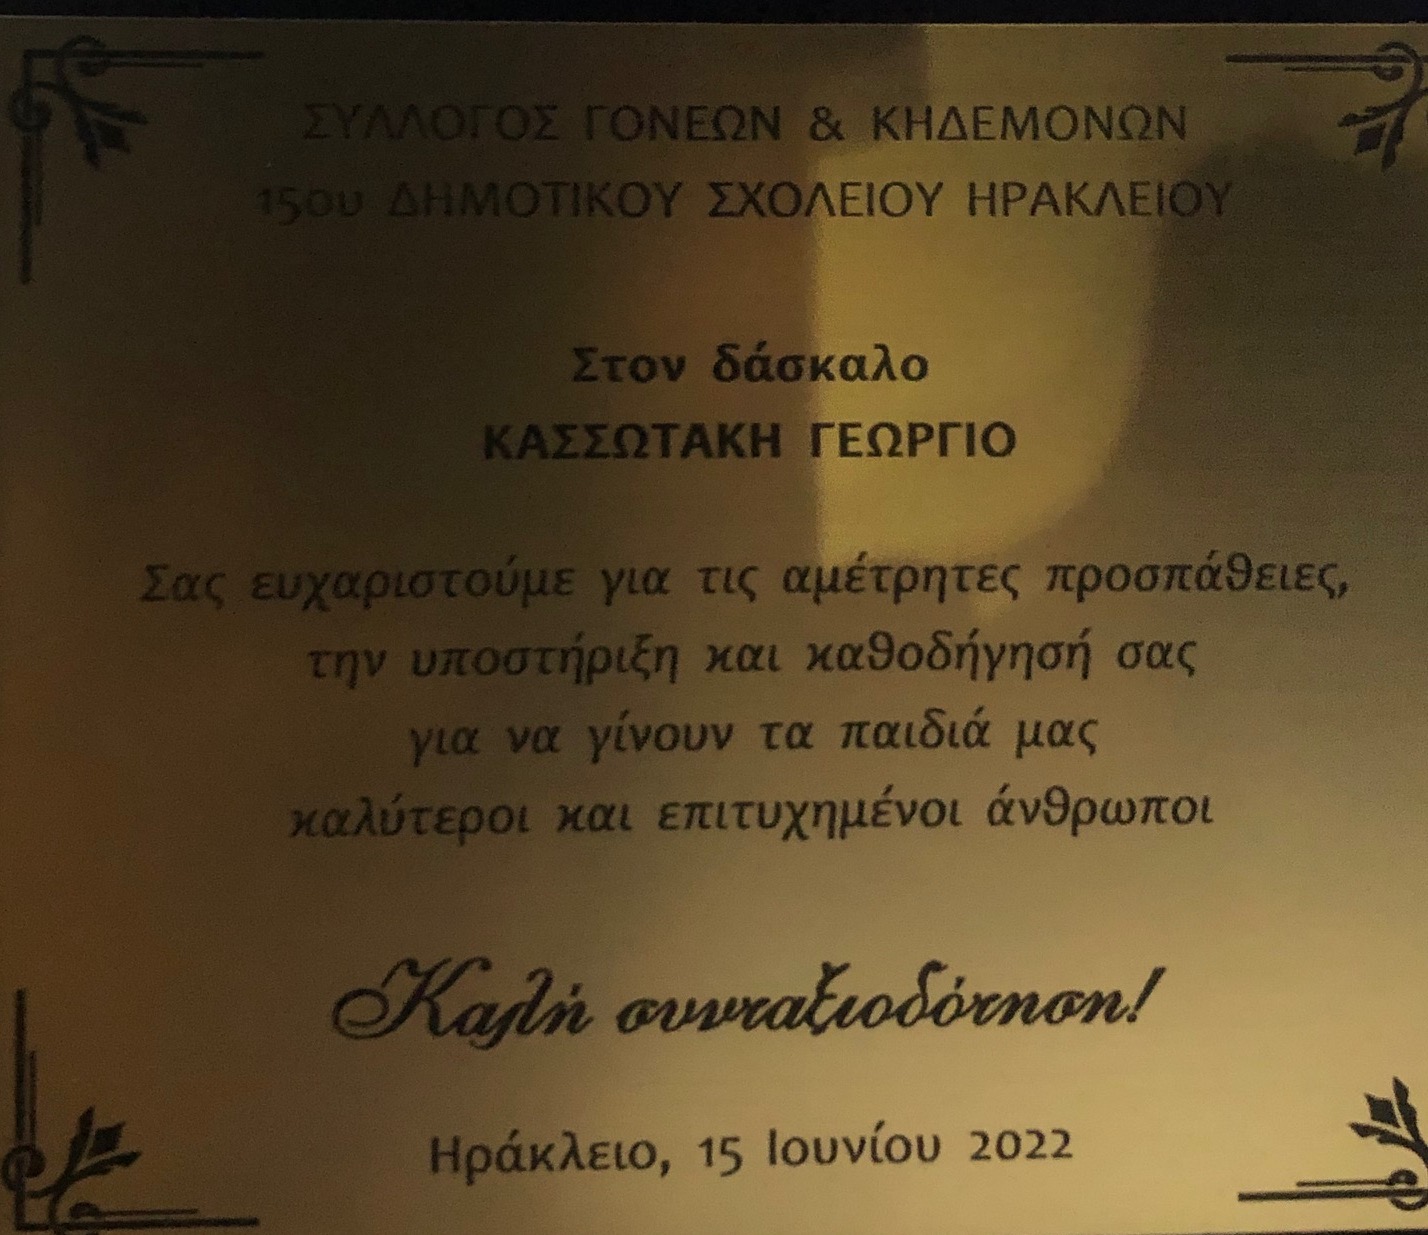 ΣΥΛΛΟΓΟΣ ΓΟΝΕΩΝ & ΚΗΔΕΜΟΝΩΝ
15ου ΔΗΜΟΤΙΚΟΥ ΣΧΟΛΕΙΟΥ ΗΡΑΚΛΕΙΟΥ
Στον δάσκαλο
ΚΑΣΣΩΤΑΚΗ ΓΕΩΡΓΙΟ
Σας ευχαριστούμε για τις αμέτρητες προσπάθειες,
την υποστήριξη και καθοδήγησή σας
για να γίνουν τα παιδιά μας
καλύτεροι και επιτυχημένοι άνθρωποι
Καλή συνταξιοδότηση!
Ηράκλειο, 15 Ιουνίου 2022